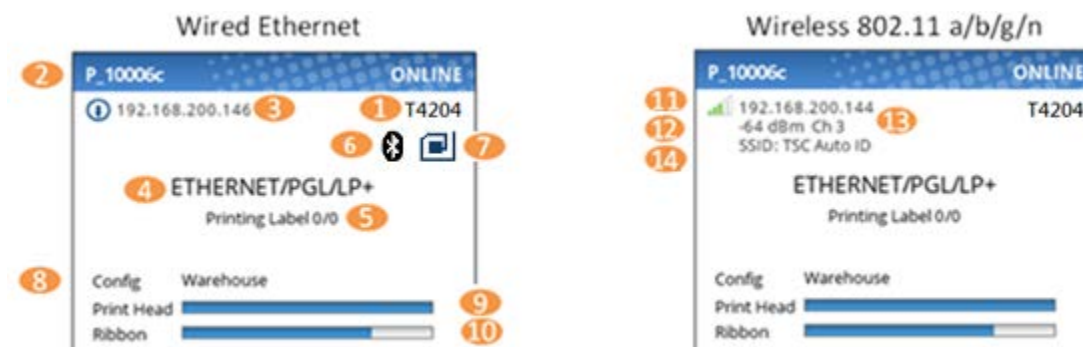 Wired Ethernet
2 P_10006c ONLINE
192.168.200.146 3 1 T4204
6 7
4 ETHERNET/PGL/LP+
Printing Label 0/0 5
8 Config Warehouse
Print Head 9
Ribbon 10
Wireless 802.11 a/b/g/n
P_10006c ONLINE
11 192.168.200.144 T4204
12 -64 dBm Ch 3 13
14 SSID: TSC Auto ID
ETHERNET/PGL/LP+
Printing Label 0/0
Config Warehouse
Print Head
Ribbon